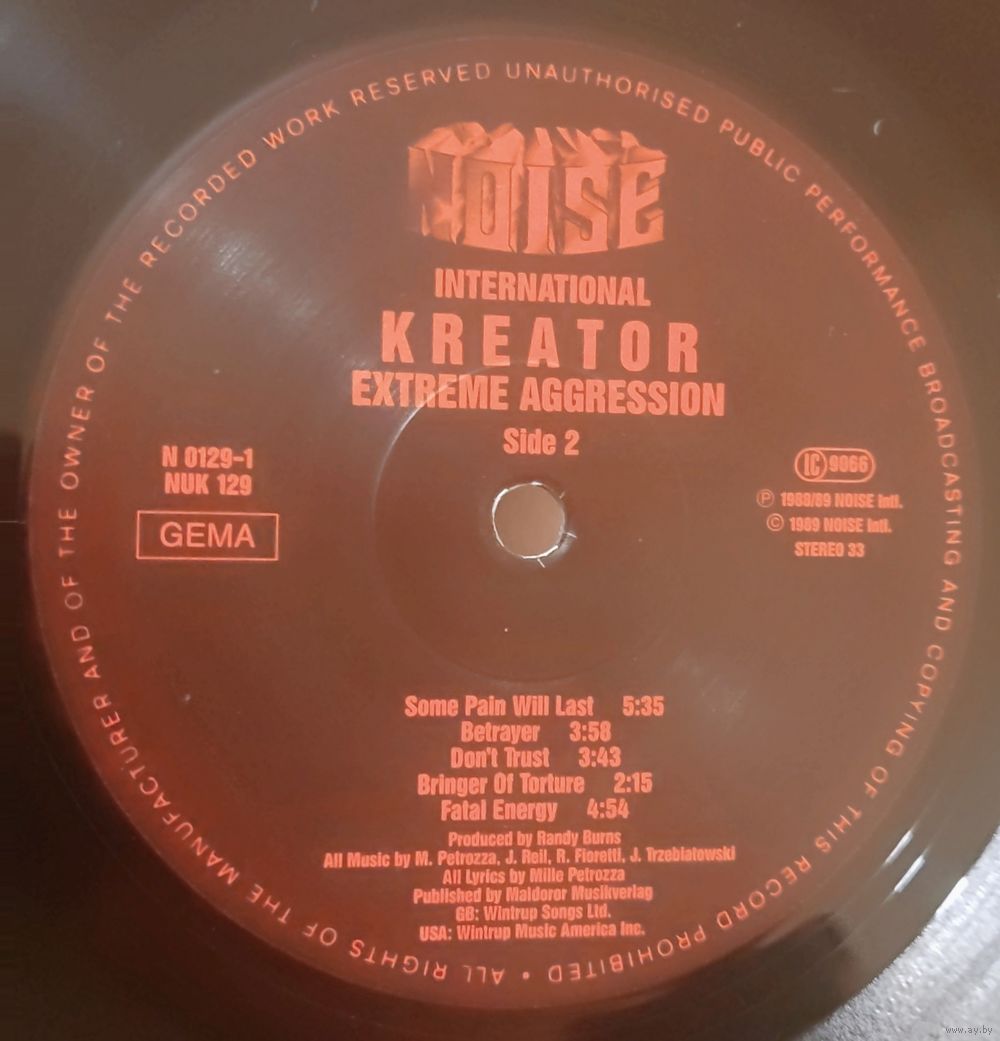 ALL RIGHTS OF THE MANUFACTURER AND OF THE OWNER OF THE RECORDED WORK RESERVED UNAUTHORISED PUBLIC PERFORMANCE BROADCASTING AND COPYING OF THIS RECORD PROHIBITED •
NOISE
INTERNATIONAL
KREATOR
EXTREME AGGRESSION
Side 2
N 0129-1
NUK 129
GEMA
LC 9066
℗ 1988/89 NOISE Intl.
© 1989 NOISE Intl.
STEREO 33
Some Pain Will Last 5:35
Betrayer 3:58
Don't Trust 3:43
Bringer Of Torture 2:15
Fatal Energy 4:54
Produced by Randy Burns
All Music by M. Petrozza, J. Reil, R. Fioretti, J. Trzebiatowski
All Lyrics by Mille Petrozza
Published by Maldoror Musikverlag
GB: Wintrup Songs Ltd.
USA: Wintrup Music America Inc.
www.ay.by